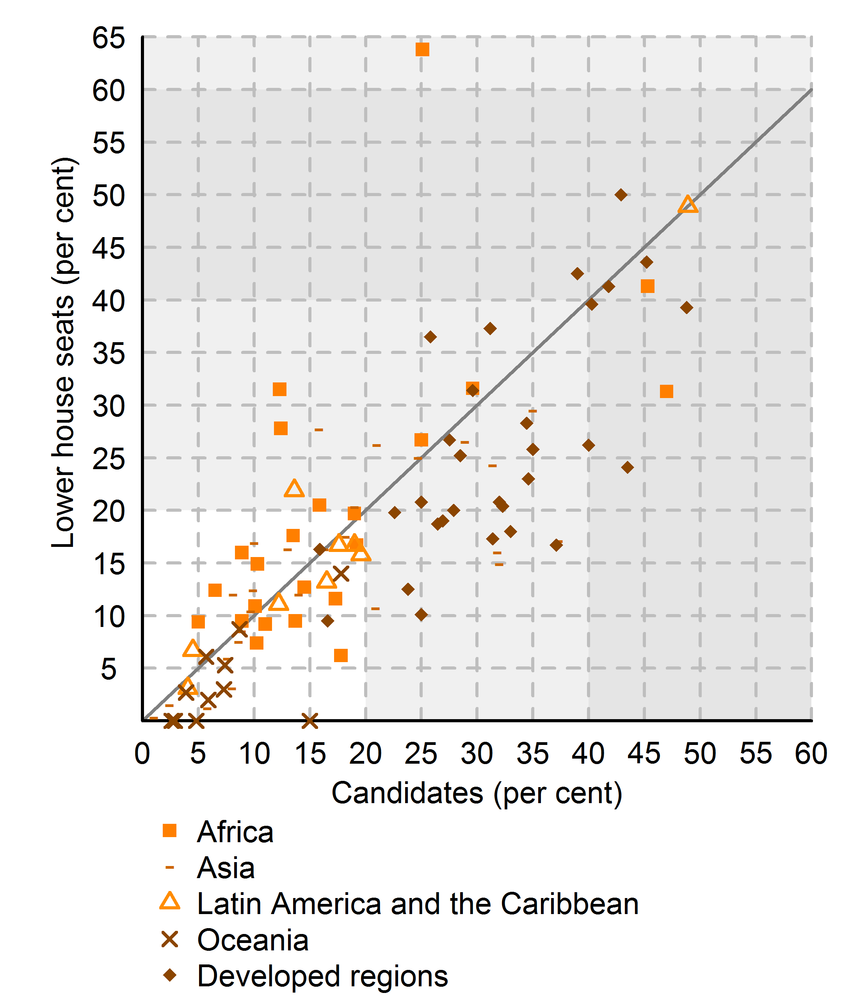 65
60
55
50
45
40
35
30
25
20
15
10
5
Lower house seats (per cent)
0 5 10 15 20 25 30 35 40 45 50 55 60
Candidates (per cent)
Africa
Asia
Latin America and the Caribbean
Oceania
Developed regions